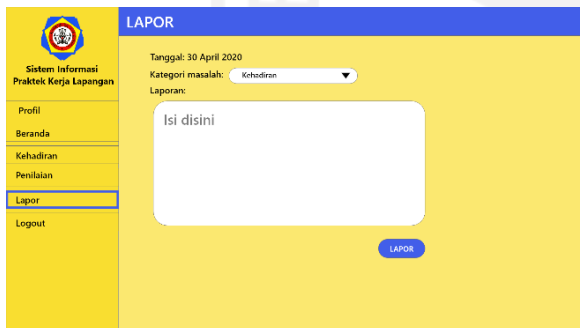 LAPOR
Sistem Informasi
Praktek Kerja Lapangan
Profil
Beranda
Kehadiran
Penilaian
Lapor
Logout
Tanggal: 30 April 2020
Kategori masalah: Kehadiran
Laporan:
Isi disini
LAPOR